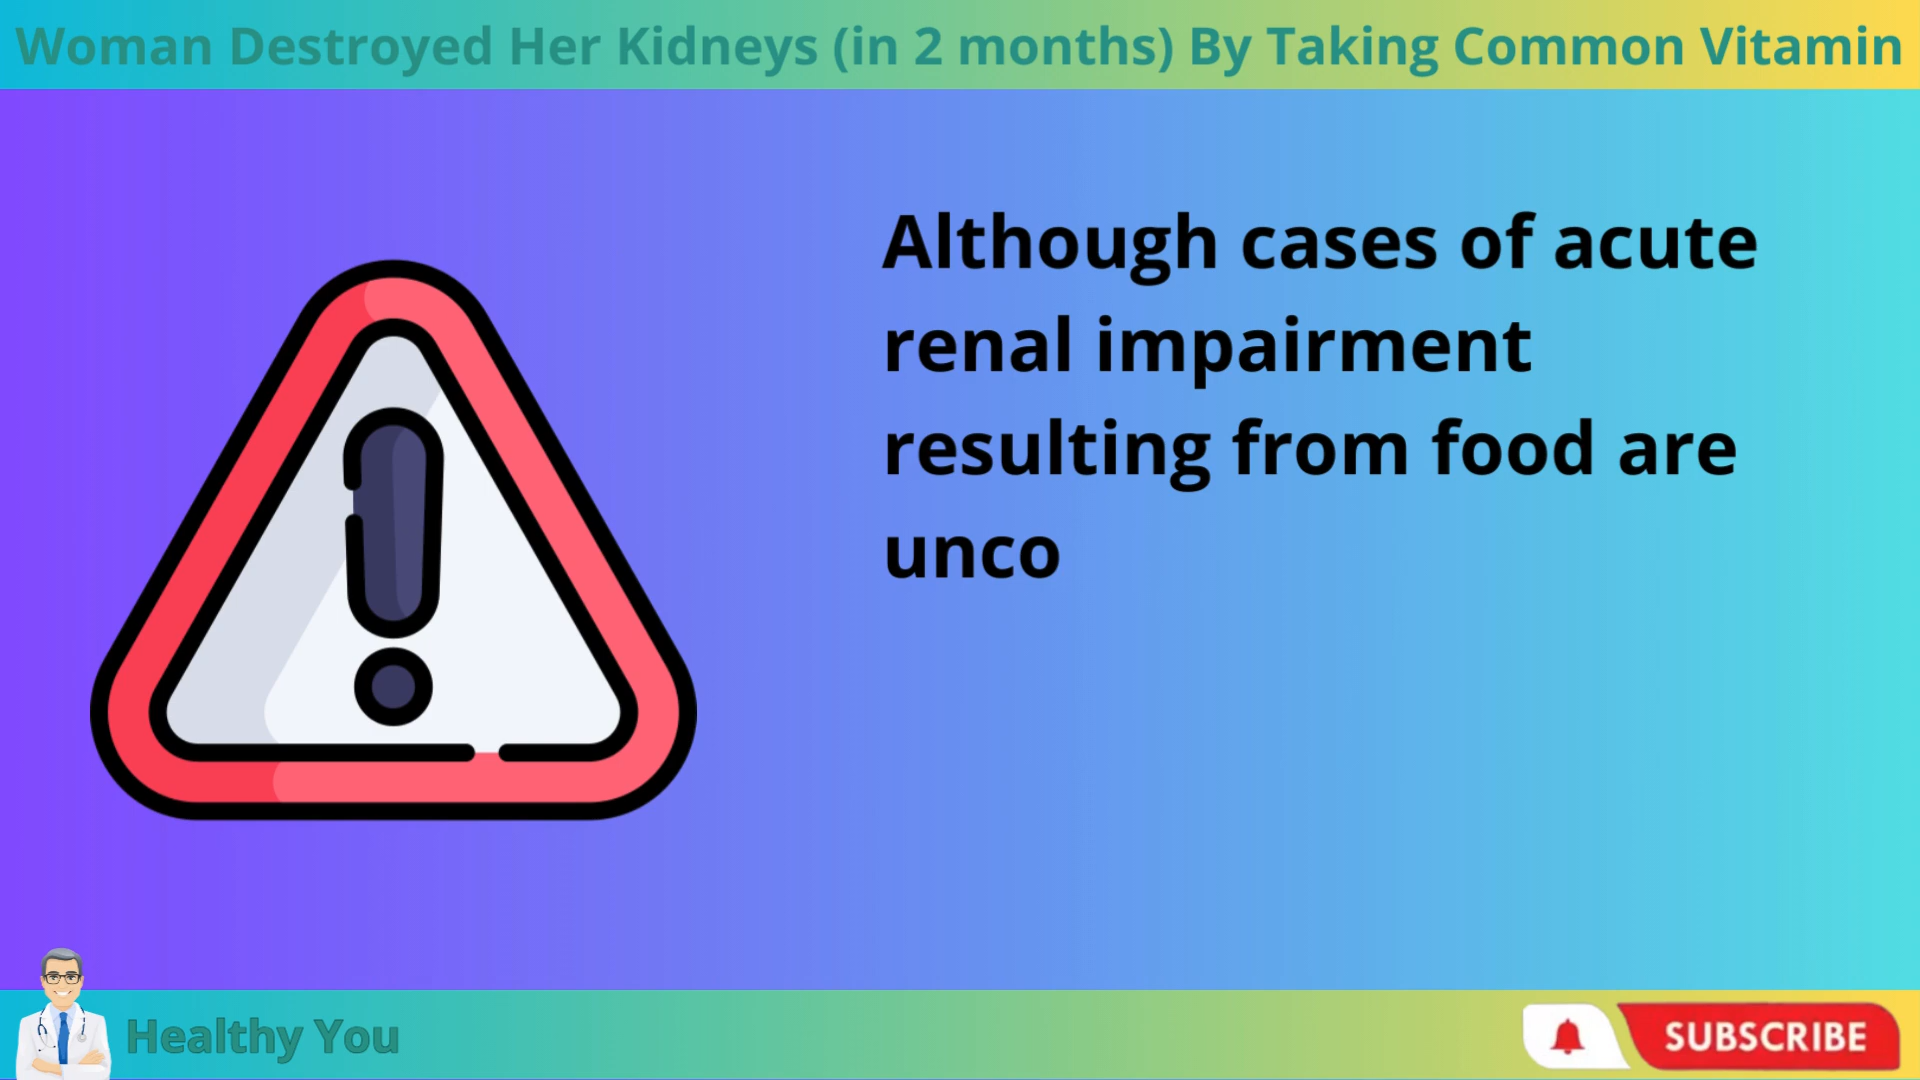 Woman Destroyed Her Kidneys (in 2 months) By Taking Common Vitamin
Although cases of acute
renal impairment
resulting from food are
unco
Healthy You
SUBSCRIBE